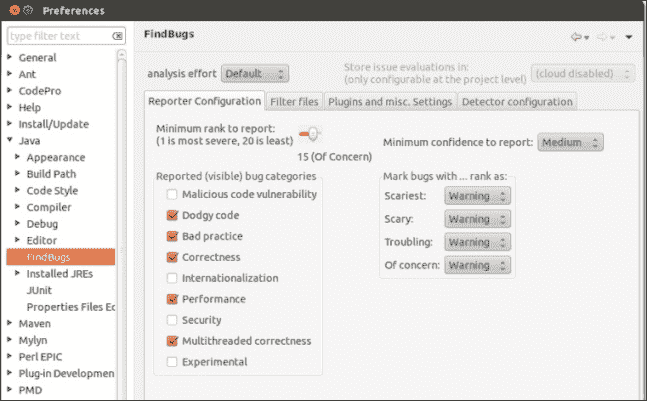 Preferences
type filter text
General
Ant
CodePro
Help
Install/Update
Java
Appearance
Build Path
Code Style
Compiler
Debug
Editor
FindBugs
Installed JREs
JUnit
Properties Files Ec
Maven
Mylyn
Perl EPIC
Plug-in Developmen
PMD
FindBugs
analysis effort Default
Store issue evaluations in:
(only configurable at the project level) (cloud disabled)
Reporter Configuration Filter files Plugins and misc. Settings Detector configuration
Minimum rank to report:
(1 is most severe, 20 is least)
15 (Of Concern)
Minimum confidence to report: Medium
Reported (visible) bug categories
Malicious code vulnerability
Dodgy code
Bad practice
Correctness
Internationalization
Performance
Security
Multithreaded correctness
Experimental
Mark bugs with ... rank as:
Scariest: Warning
Scary: Warning
Troubling: Warning
Of concern: Warning